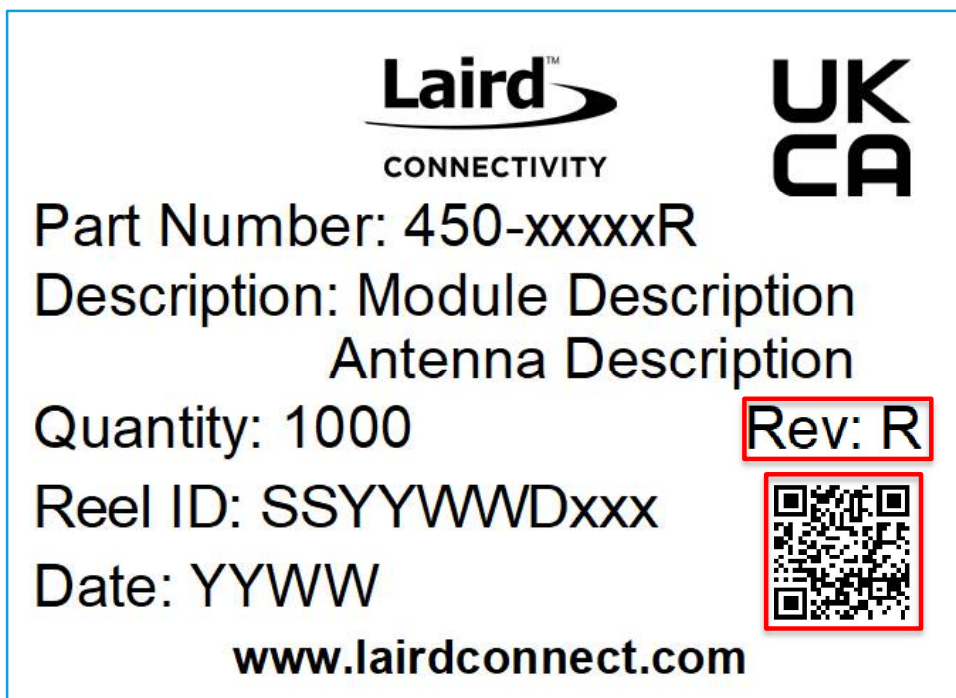 Laird™
CONNECTIVITY
UK
CA
Part Number: 450-xxxxxR
Description: Module Description
Antenna Description
Quantity: 1000
Rev: R
Reel ID: SSYYWWDxxx
Date: YYWW
www.lairdconnect.com